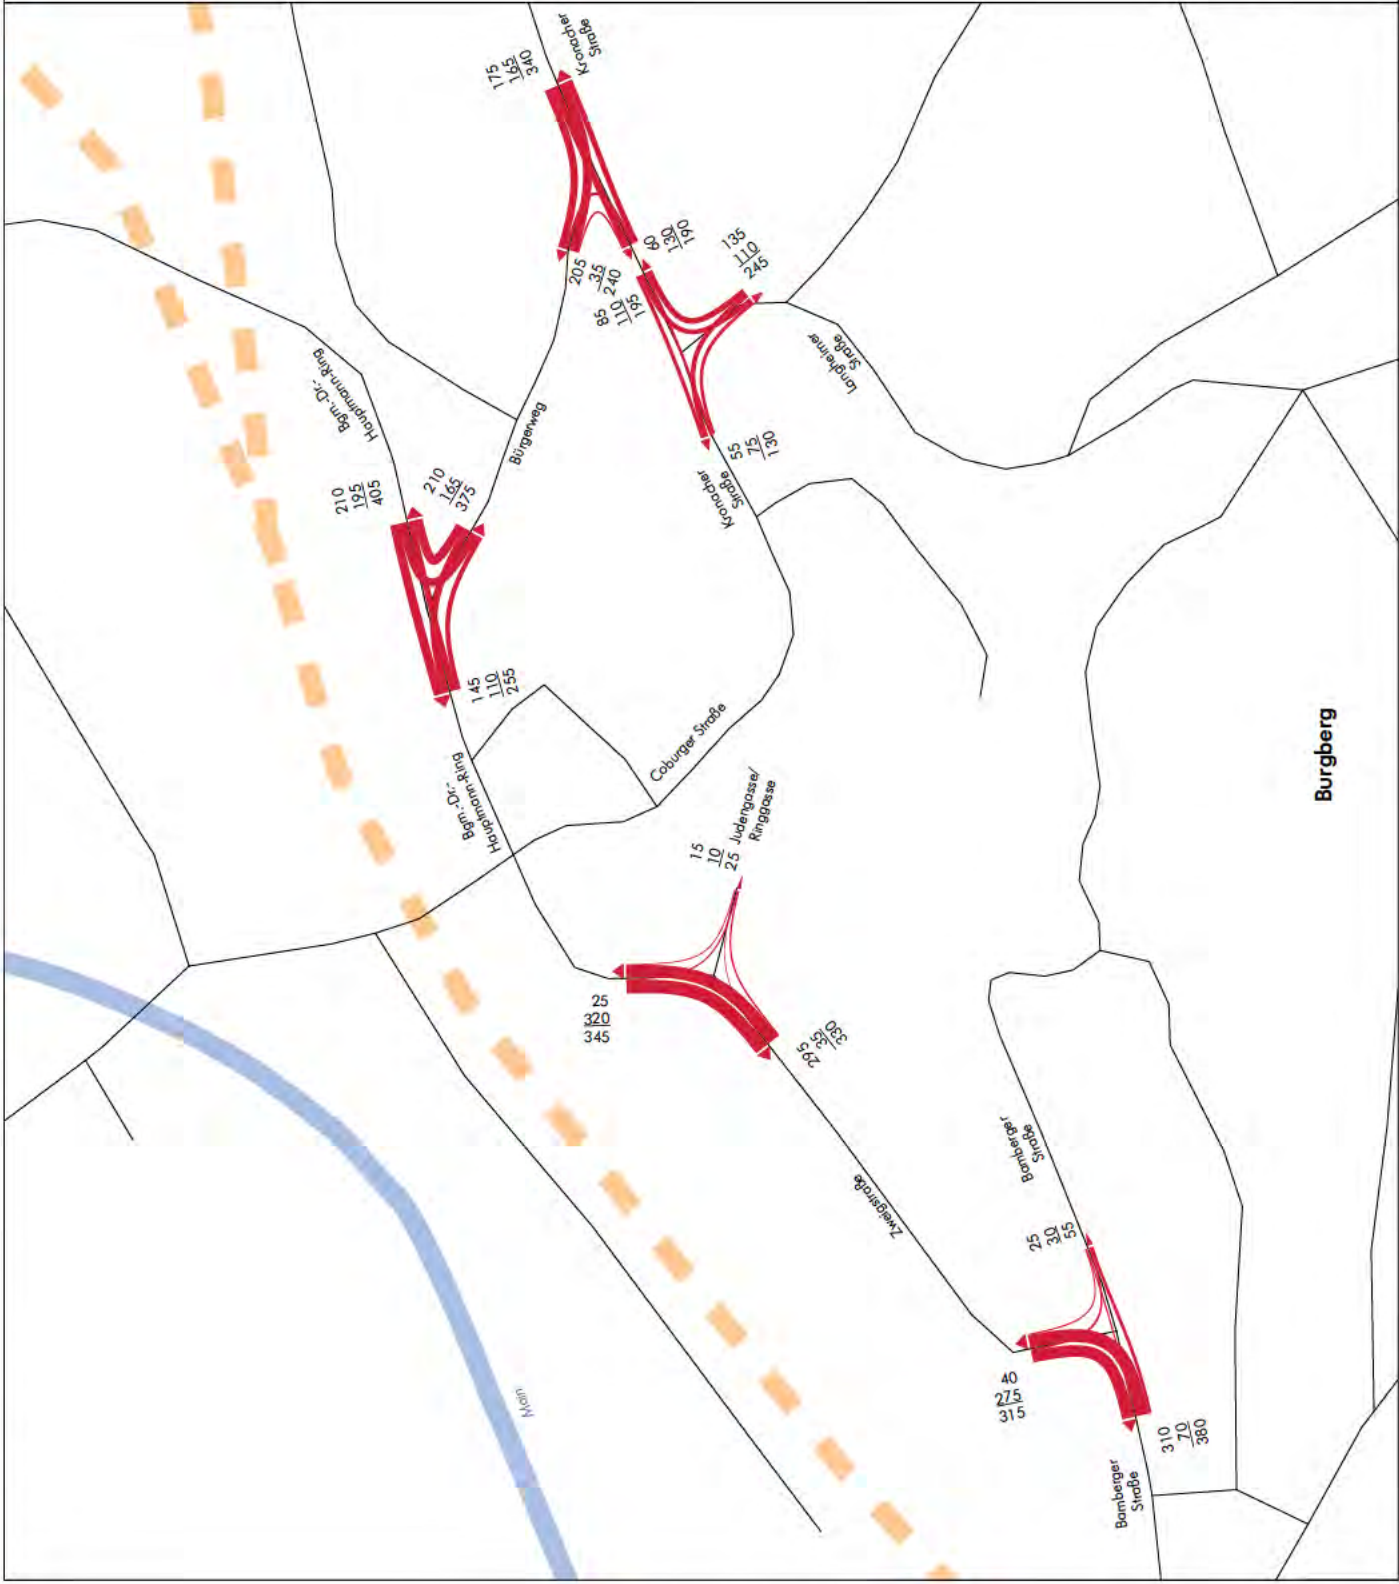 Kronacher
Straße
175
165
340
60
130
190
135
110
245
205
35
240
85
110
195
Langheimer
Straße
Bgm.-Dr.-
Hauptmann-Ring
Bürgerweg
55
75
130
Kronacher
Straße
210
195
405
210
165
375
145
110
255
Coburger Straße
Bgm.-Dr.-
Hauptmann-Ring
Judengasse/
Ringgasse
15
10
25
Burgberg
25
320
345
295
35
330
Bamberger
Straße
Zweigstraße
25
30
55
Main
40
275
315
310
70
380
Bamberger
Straße